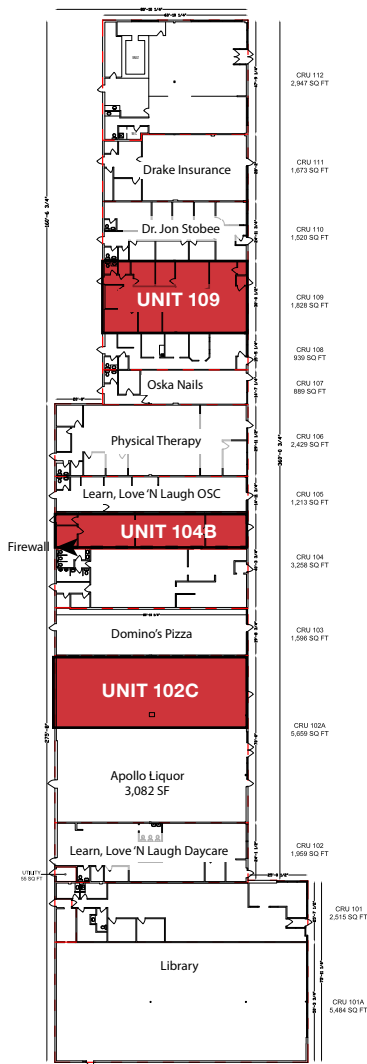 CRU 112
2,947 SQ FT
Drake Insurance
CRU 111
1,673 SQ FT
Dr. Jon Stobee
CRU 110
1,520 SQ FT
UNIT 109
CRU 109
1,828 SQ FT
CRU 108
939 SQ FT
Oska Nails
CRU 107
889 SQ FT
Physical Therapy
CRU 106
2,429 SQ FT
Learn, Love 'N Laugh OSC
CRU 105
1,213 SQ FT
UNIT 104B
Firewall
CRU 104
3,258 SQ FT
Domino's Pizza
CRU 103
1,596 SQ FT
UNIT 102C
CRU 102A
5,659 SQ FT
Apollo Liquor
3,082 SF
Learn, Love 'N Laugh Daycare
CRU 102
1,959 SQ FT
UTILITY
CRU 101
2,515 SQ FT
Library
CRU 101A
5,484 SQ FT